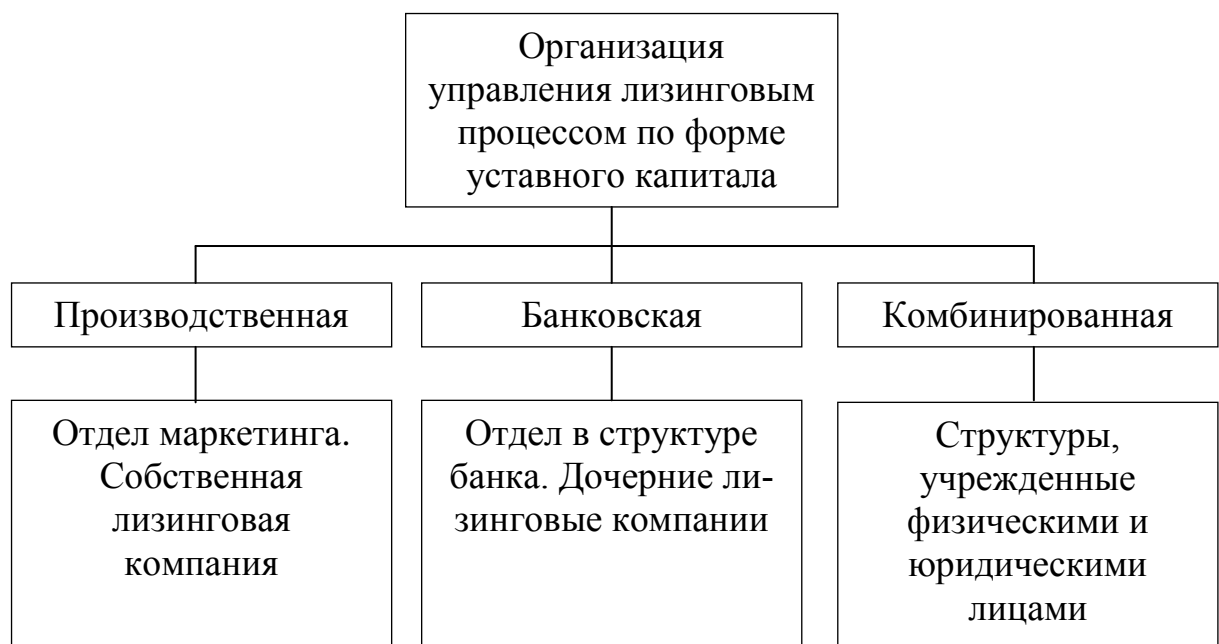 Организация
управления лизинговым
процессом по форме
уставного капитала
Производственная
Банковская
Комбинированная
Отдел маркетинга.
Собственная
лизинговая
компания
Отдел в структуре
банка. Дочерние ли-
зинговые компании
Структуры,
учрежденные
физическими и
юридическими
лицами